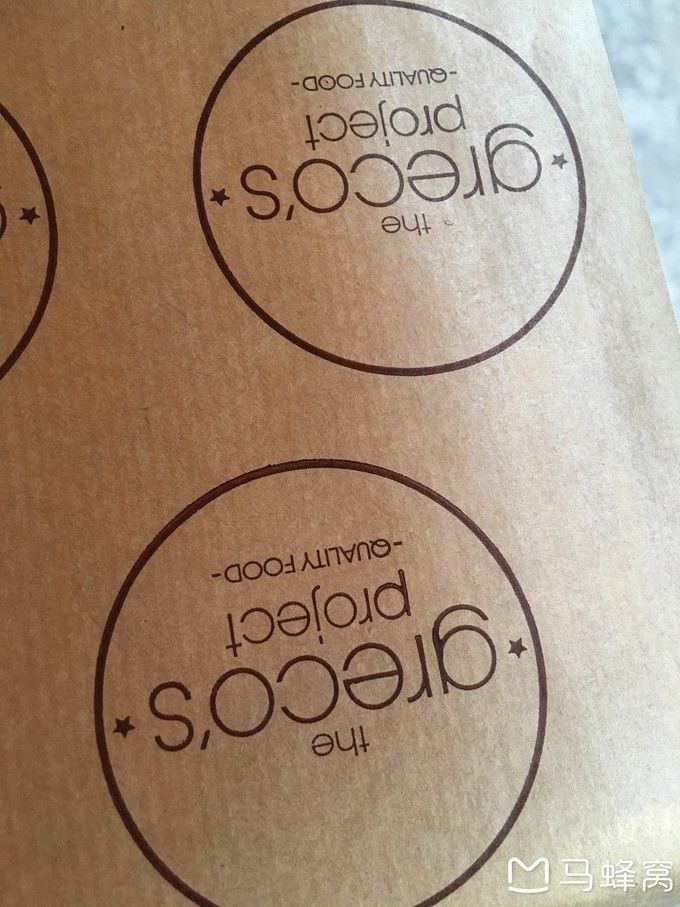 the
greco's
project
-QUALITY FOOD-
the
greco's
project
-QUALITY FOOD-
马蜂窝